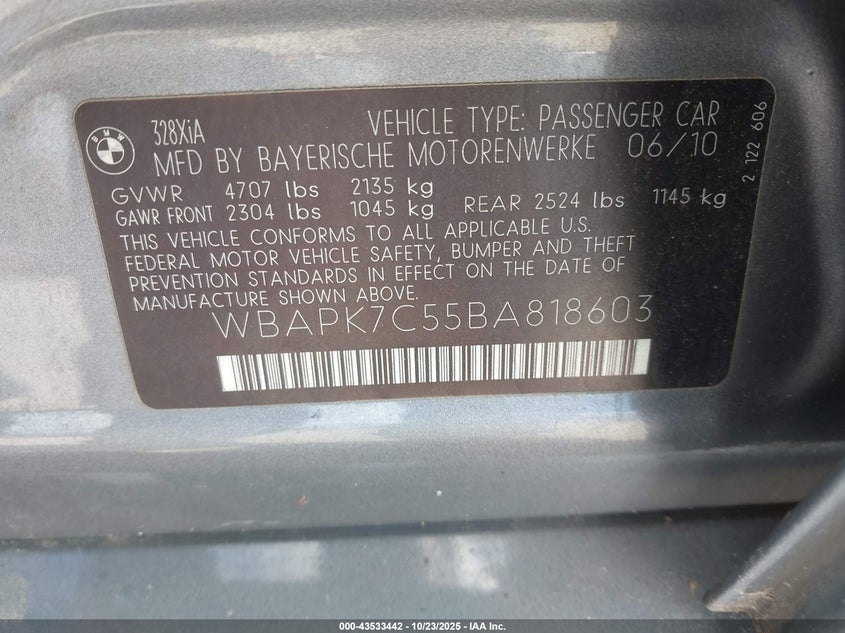 BMW
328XiA VEHICLE TYPE: PASSENGER CAR
MFD BY BAYERISCHE MOTORENWERKE 06/10
GVWR 4707 lbs 2135 kg
GAWR FRONT 2304 lbs 1045 kg REAR 2524 lbs 1145 kg
THIS VEHICLE CONFORMS TO ALL APPLICABLE U.S.
FEDERAL MOTOR VEHICLE SAFETY, BUMPER AND THEFT
PREVENTION STANDARDS IN EFFECT ON THE DATE OF
MANUFACTURE SHOWN ABOVE.
WBAPK7C55BA818603
2 122 606
000-43533442 - 10/23/2025 - IAA Inc.